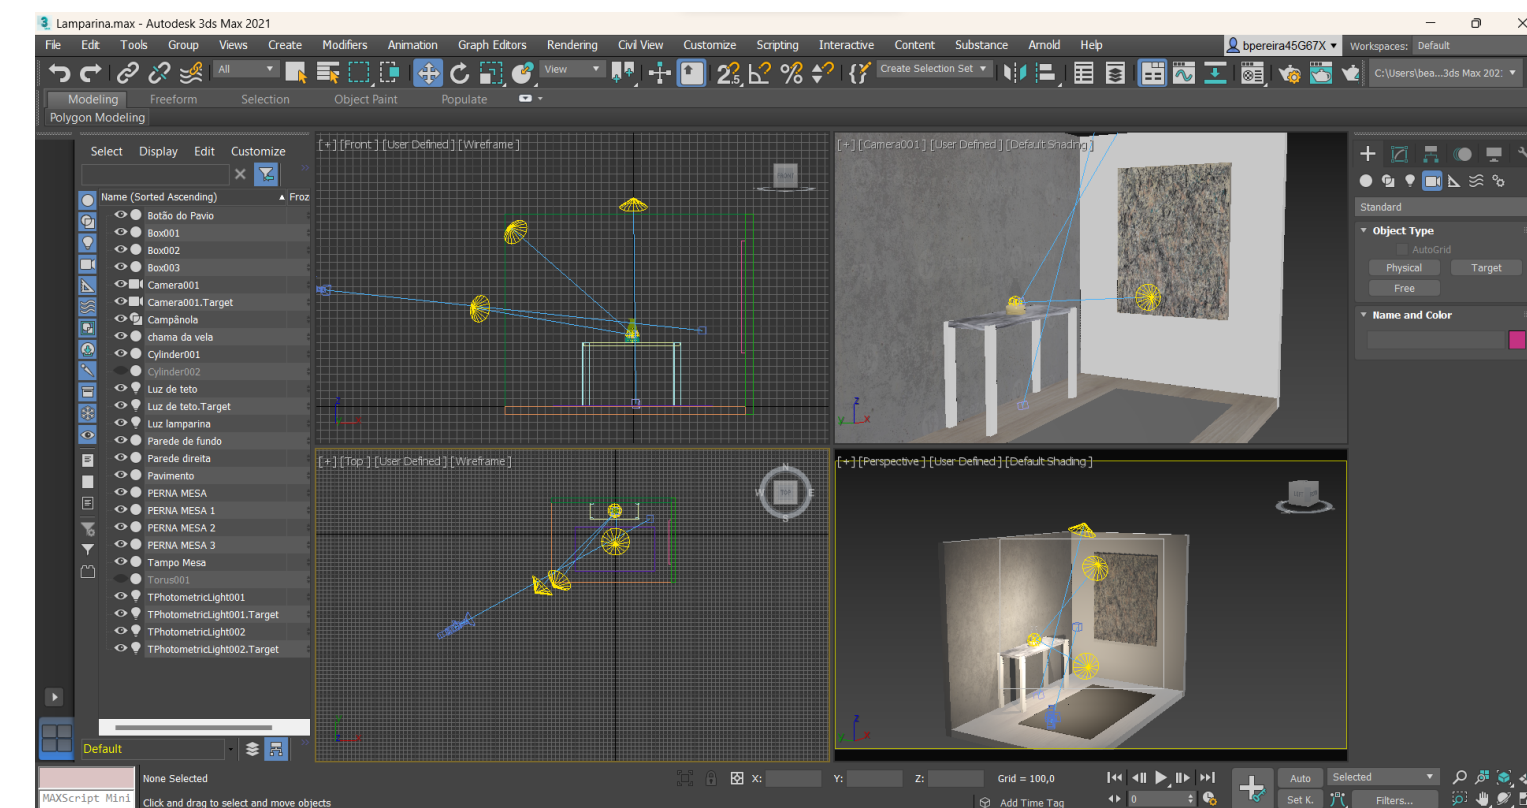 Lamparina.max - Autodesk 3ds Max 2021
File Edit Tools Group Views Create Modifiers Animation Graph Editors Rendering Civil View Customize Scripting Interactive Content Substance Arnold Help bpereira45G67X Workspaces: Default
All View Create Selection Set C:\Users\bea...3ds Max 202:
Modeling Freeform Selection Object Paint Populate
Polygon Modeling
Select Display Edit Customize
Name (Sorted Ascending) Froz
Botão do Pavio
Box001
Box002
Box003
Camera001
Camera001.Target
Campânola
chama da vela
Cylinder001
Cylinder002
Luz de teto
Luz de teto.Target
Luz lamparina
Parede de fundo
Parede direita
Pavimento
PERNA MESA
PERNA MESA 1
PERNA MESA 2
PERNA MESA 3
Tampo Mesa
Torus001
TPhotometricLight001
TPhotometricLight001.Target
TPhotometricLight002
TPhotometricLight002.Target
Default
[+] [Front ] [User Defined ] [Wireframe ]
FRONT
z
y x
[+] [Camera001 ] [User Defined ] [Default Shading ]
z
y x
[+] [Top ] [User Defined ] [Wireframe ]
N
W TOP E
S
y
z x
[+] [Perspective ] [User Defined ] [Default Shading ]
z
y x
Standard
Object Type
AutoGrid
Physical Target
Free
Name and Color
None Selected X: Y: Z: Grid = 100,0 Auto Selected
MAXScript Mini Click and drag to select and move objects Add Time Tag 0 Set K. Filters...